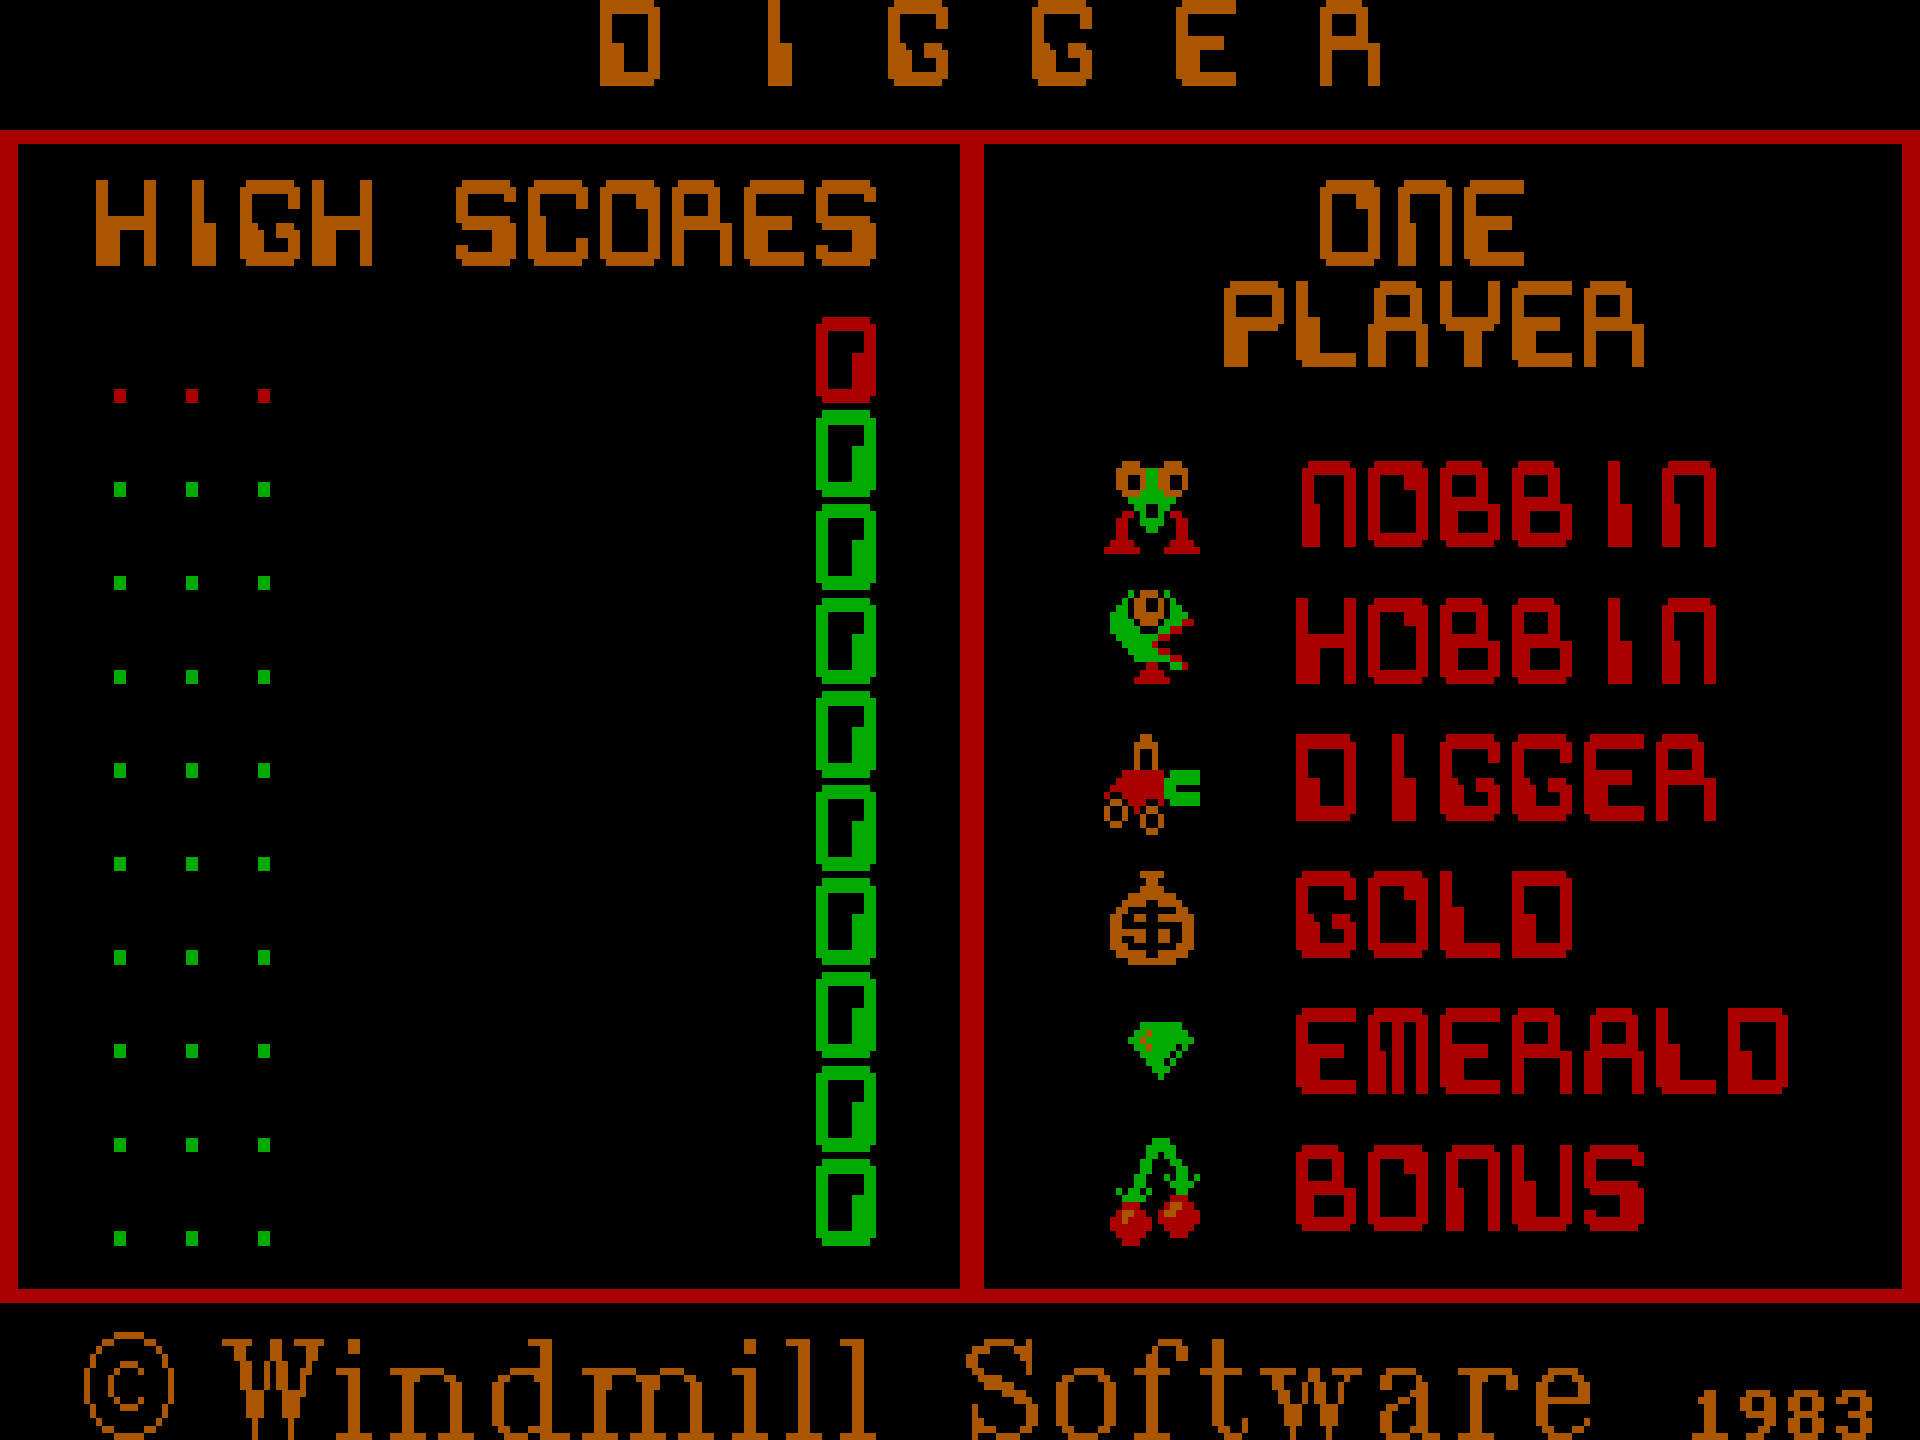 DIGGER
HIGH SCORES
... 0
... 0
... 0
... 0
... 0
... 0
... 0
... 0
... 0
... 0
ONE
PLAYER
NOBBIN
HOBBIN
DIGGER
GOLD
EMERALD
BONUS
© Windmill Software 1983